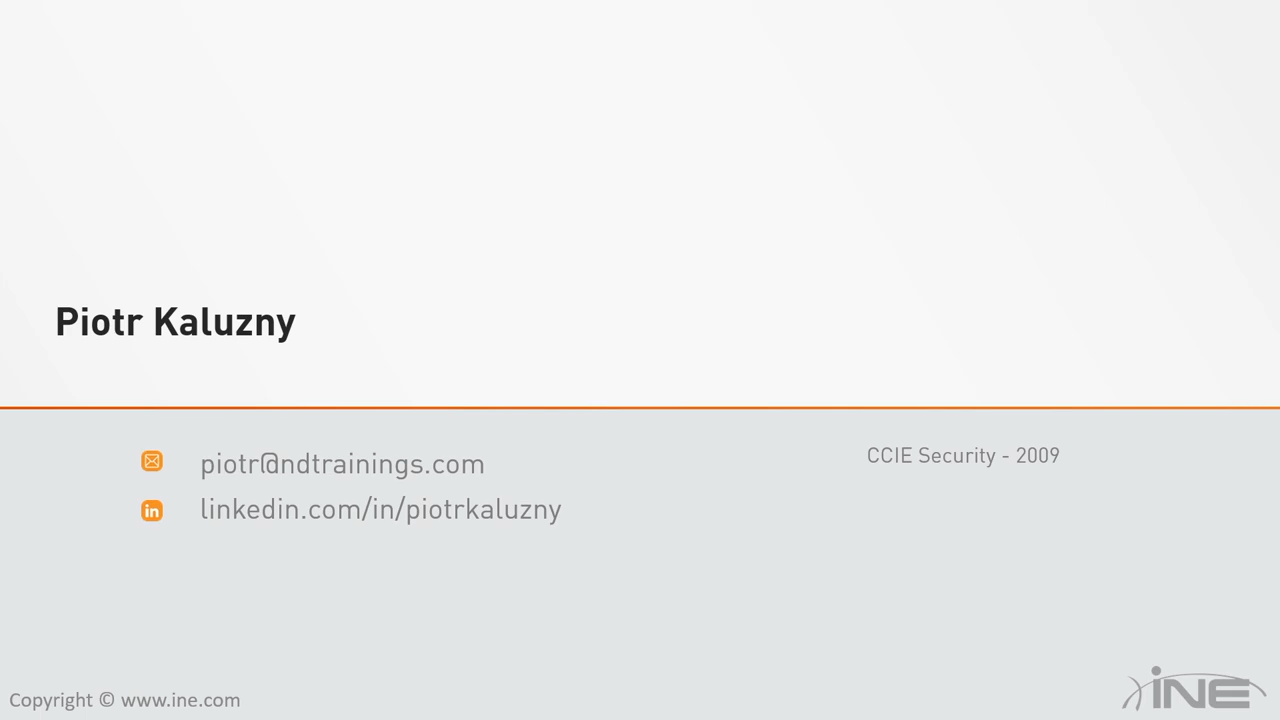 Piotr Kaluzny
piotr@ndtrainings.com
CCIE Security - 2009
linkedin.com/in/piotrkaluzny
Copyright © www.ine.com
iNE